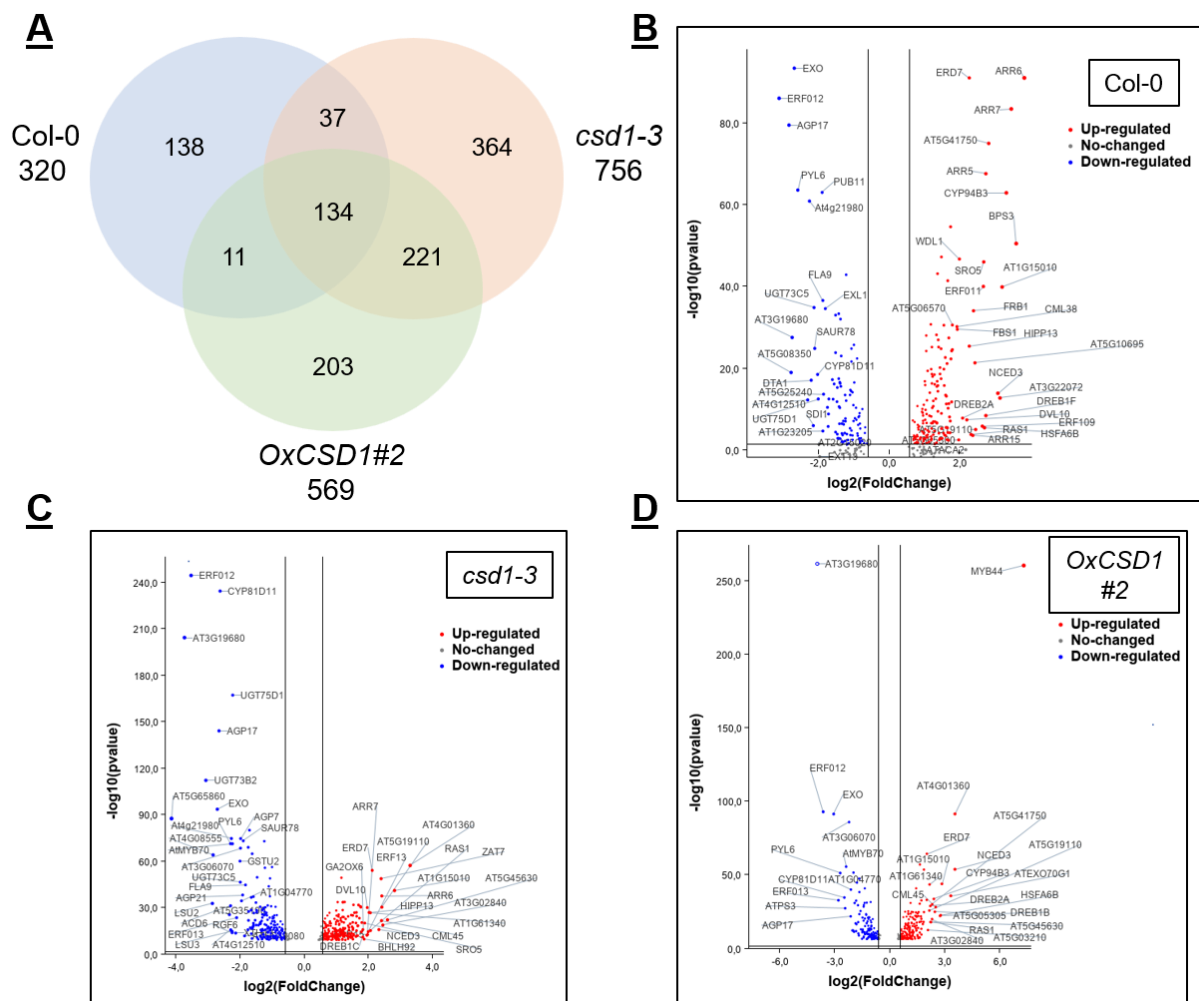 A
Col-0
320
138
37
364
csd1-3
756
134
11
221
203
OxCSD1#2
569
B
Col-0
Up-regulated
No-changed
Down-regulated
EXO
ERF012
AGP17
PYL6
PUB11
At4g21980
FLA9
UGT73C5
EXL1
AT3G19680
SAUR78
AT5G08350
CYP81D11
DTA1
AT5G25240
AT4G12510
SDI1
UGT75D1
AT1G23205
EXT13
ERD7
ARR6
ARR7
AT5G41750
ARR5
CYP94B3
BPS3
WDL1
SRO5
AT1G15010
ERF011
AT5G06570
FRB1
CML38
FBS1
HIPP13
AT5G10695
NCED3
AT3G22072
DREB2A
DREB1F
DVL10
ERF109
AT5G19110
RAS1
HSFA6B
ARR15
80,0
60,0
40,0
20,0
0,0
-2,0
0,0
2,0
-log10(pvalue)
log2(FoldChange)
C
csd1-3
Up-regulated
No-changed
Down-regulated
ERF012
CYP81D11
AT3G19680
UGT75D1
AGP17
UGT73B2
AT5G65860
EXO
PYL6
AGP7
At4g21980
SAUR78
AT4G08555
AtMYB70
AT3G06070
GSTU2
UGT73C5
FLA9
AT1G04770
AGP21
LSU2
ACD6
RGF6
ERF013
LSU3
AT4G12510
ARR7
AT4G01360
ERD7
AT5G19110
RAS1
GA2OX6
ERF13
ZAT7
DVL10
AT1G15010
AT5G45630
ARR6
HIPP13
AT3G02840
AT1G61340
NCED3
CML45
DREB1C
BHLH92
SRO5
240,0
210,0
180,0
150,0
120,0
90,0
60,0
30,0
0,0
-4,0
-2,0
0,0
2,0
4,0
-log10(pvalue)
log2(FoldChange)
D
OxCSD1
#2
Up-regulated
No-changed
Down-regulated
AT3G19680
MYB44
ERF012
EXO
AT4G01360
AT3G06070
AT5G41750
PYL6
AtMYB70
ERD7
AT5G19110
AT1G15010
NCED3
CYP81D11
AT1G04770
AT1G61340
CYP94B3
ATEXO70G1
ERF013
CML45
HSFA6B
DREB2A
ATPS3
DREB1B
AT5G05305
AT5G45630
AGP17
RAS1
AT5G03210
AT3G02840
250,0
200,0
150,0
100,0
50,0
0,0
-6,0
-3,0
0,0
3,0
6,0
-log10(pvalue)
log2(FoldChange)